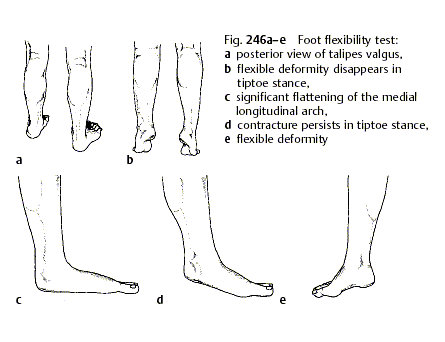 Fig. 246a–e Foot flexibility test:
a posterior view of talipes valgus,
b flexible deformity disappears in
tiptoe stance,
c significant flattening of the medial
longitudinal arch,
d contracture persists in tiptoe stance,
e flexible deformity
a
b
c
d
e